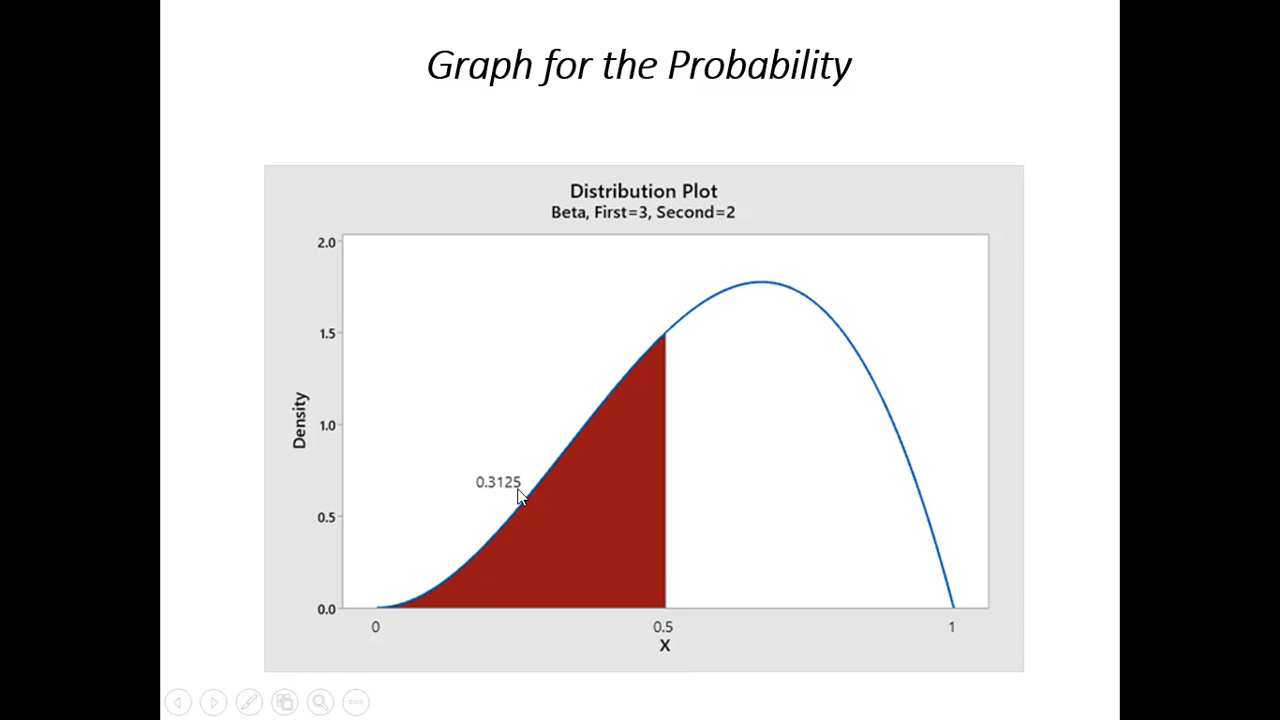 Graph for the Probability
Distribution Plot
Beta, First=3, Second=2
2.0
1.5
1.0
0.5
0.0
Density
0.3125
0
0.5
1
X